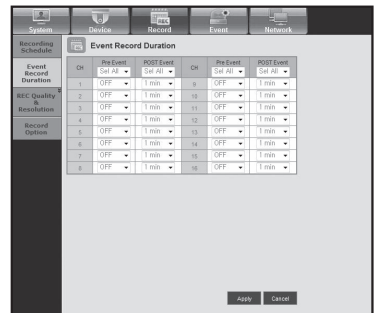 System Device Record Event Network
REC
Recording Schedule
Event Record Duration
REC Quality & Resolution
Record Option
Event Record Duration
CH Pre Event POST Event CH Pre Event POST Event
Sel All Sel All Sel All Sel All
1 OFF 1 min 9 OFF 1 min
2 OFF 1 min 10 OFF 1 min
3 OFF 1 min 11 OFF 1 min
4 OFF 1 min 12 OFF 1 min
5 OFF 1 min 13 OFF 1 min
6 OFF 1 min 14 OFF 1 min
7 OFF 1 min 15 OFF 1 min
8 OFF 1 min 16 OFF 1 min
Apply Cancel